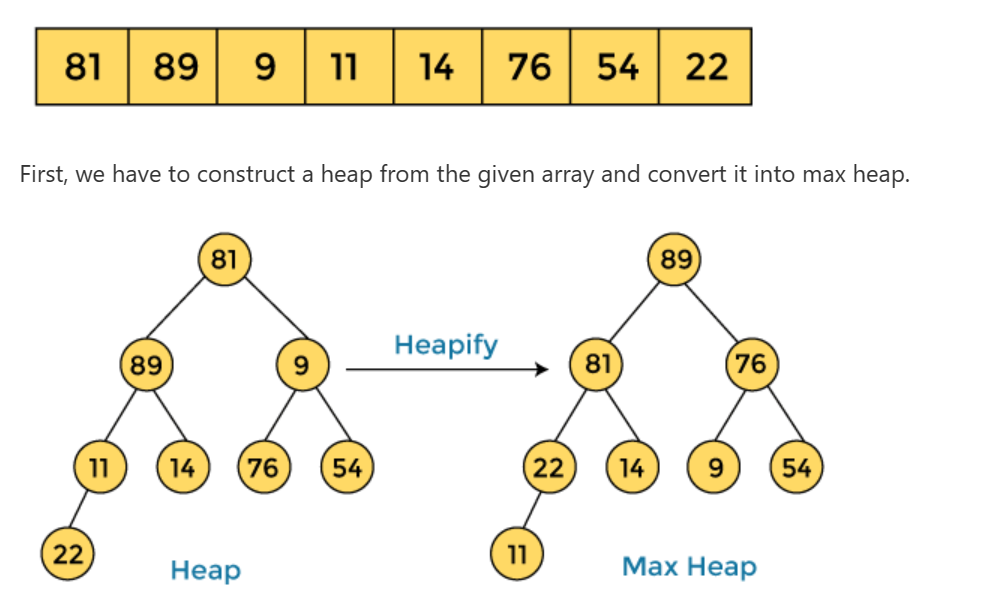 81 89 9 11 14 76 54 22
First, we have to construct a heap from the given array and convert it into max heap.
81 89
Heapify
89 9 81 76
11 14 76 54 22 14 9 54
22 11
Heap Max Heap